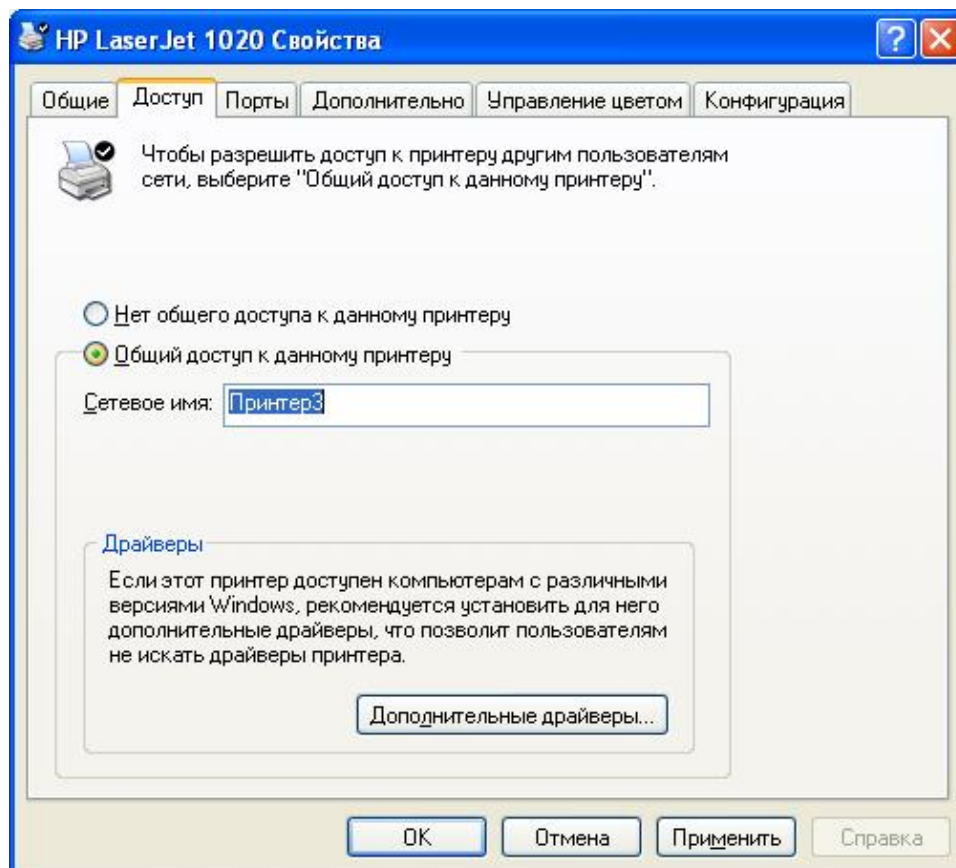 HP LaserJet 1020 Свойства
Общие Доступ Порты Дополнительно Управление цветом Конфигурация
Чтобы разрешить доступ к принтеру другим пользователям
сети, выберите "Общий доступ к данному принтеру".
Нет общего доступа к данному принтеру
Общий доступ к данному принтеру
Сетевое имя: Принтер3
Драйверы
Если этот принтер доступен компьютерам с различными
версиями Windows, рекомендуется установить для него
дополнительные драйверы, что позволит пользователям
не искать драйверы принтера.
Дополнительные драйверы...
OK Отмена Применить Справка